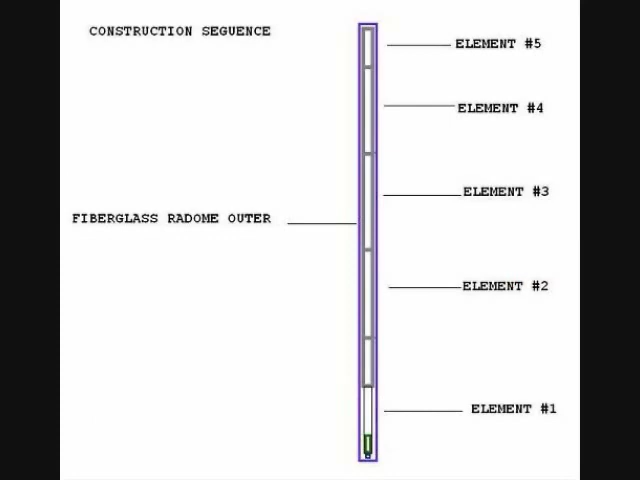 CONSTRUCTION SEGUENCE
ELEMENT #5
ELEMENT #4
ELEMENT #3
FIBERGLASS RADOME OUTER
ELEMENT #2
ELEMENT #1